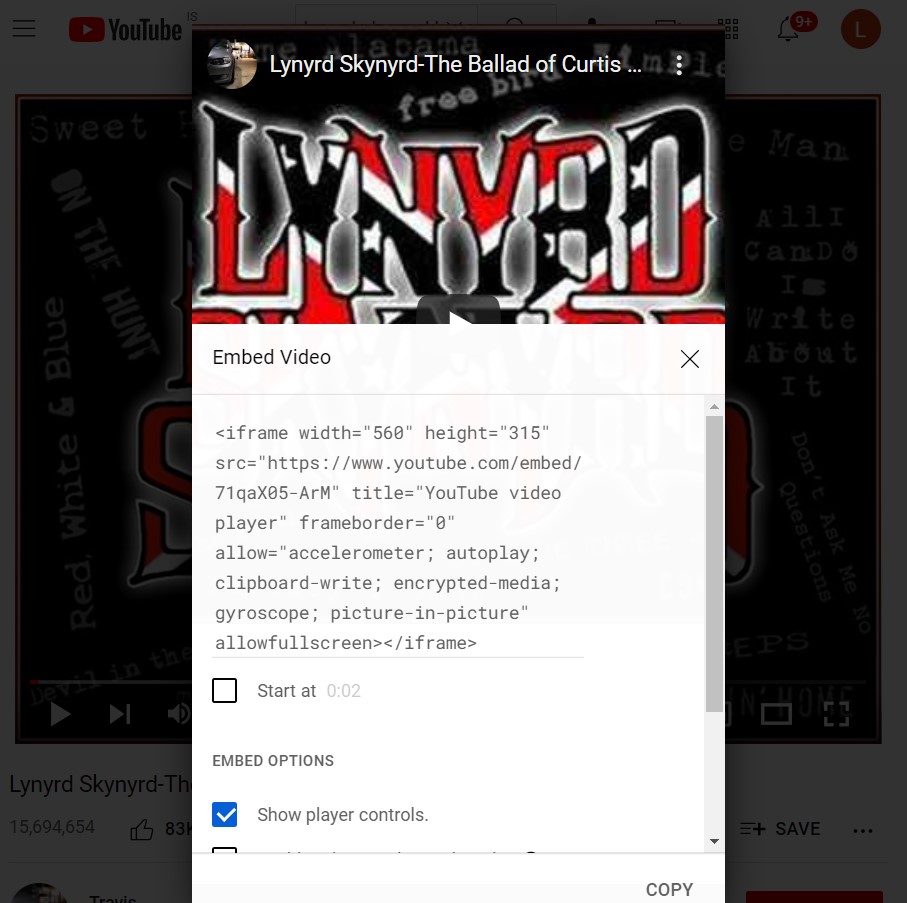 YouTube
IS
9+
L
Lynyrd Skynyrd-The Ballad of Curtis ...
free bird
LYNYRD
Sweet
e Man
ON THE HUNT
All I
Can Do
Is
Write
About
It
Red, White & Blue
Don't Ask Me No
Questions
Devil in the
Embed Video
<iframe width="560" height="315"
src="https://www.youtube.com/embed/
71qaX05-ArM" title="YouTube video
player" frameborder="0"
allow="accelerometer; autoplay;
clipboard-write; encrypted-media;
gyroscope; picture-in-picture"
allowfullscreen></iframe>
Start at 0:02
EMBED OPTIONS
Show player controls.
Lynyrd Skynyrd-The
15,694,654
83K
SAVE
Travis
COPY